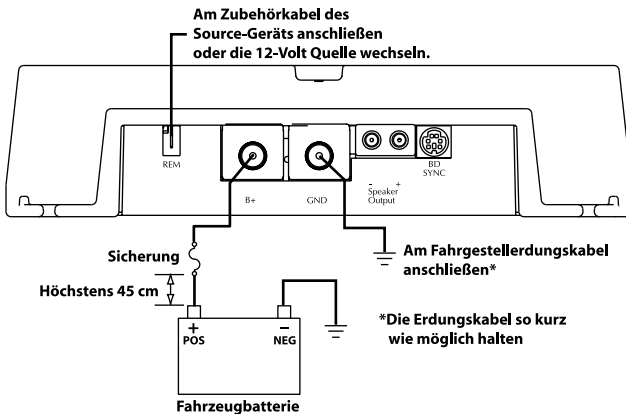 Am Zubehörkabel des
Source-Geräts anschließen
oder die 12-Volt Quelle wechseln.
REM
B+
GND
- +
Speaker
Output
BD
SYNC
Sicherung
Am Fahrgestellerdungskabel
anschließen*
Höchstens 45 cm
+
POS
–
NEG
*Die Erdungskabel so kurz
wie möglich halten
Fahrzeugbatterie